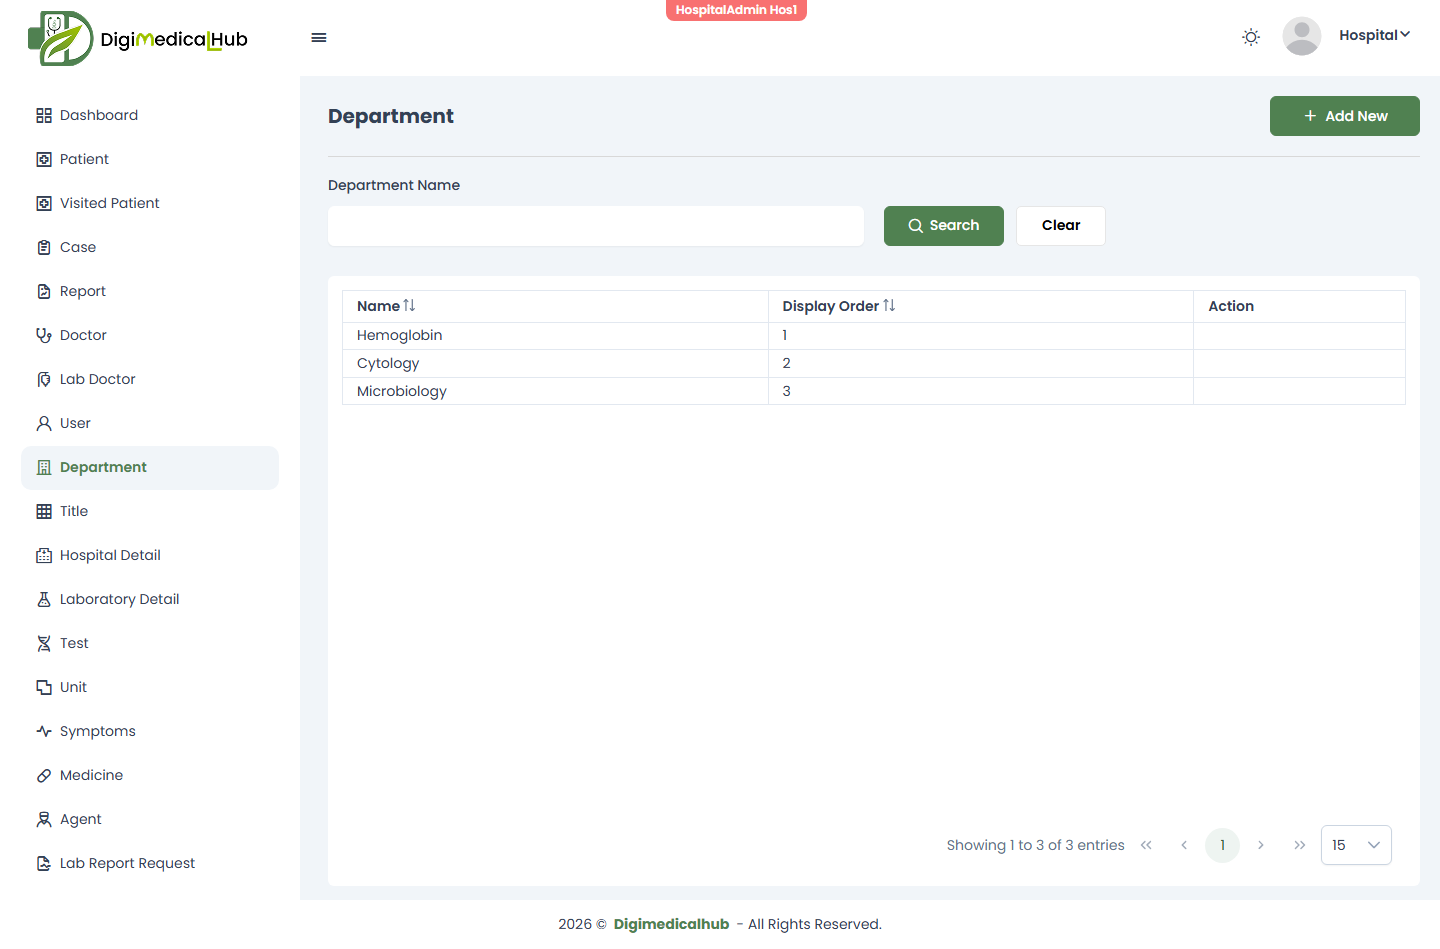 HospitalAdmin Hos1
DigiMedicalHub
Hospital
Dashboard
Patient
Visited Patient
Case
Report
Doctor
Lab Doctor
User
Department
Title
Hospital Detail
Laboratory Detail
Test
Unit
Symptoms
Medicine
Agent
Lab Report Request
Department
Add New
Department Name
Search
Clear
Name Display Order Action
Hemoglobin 1
Cytology 2
Microbiology 3
Showing 1 to 3 of 3 entries « ‹ 1 › » 15
2026 © Digimedicalhub - All Rights Reserved.